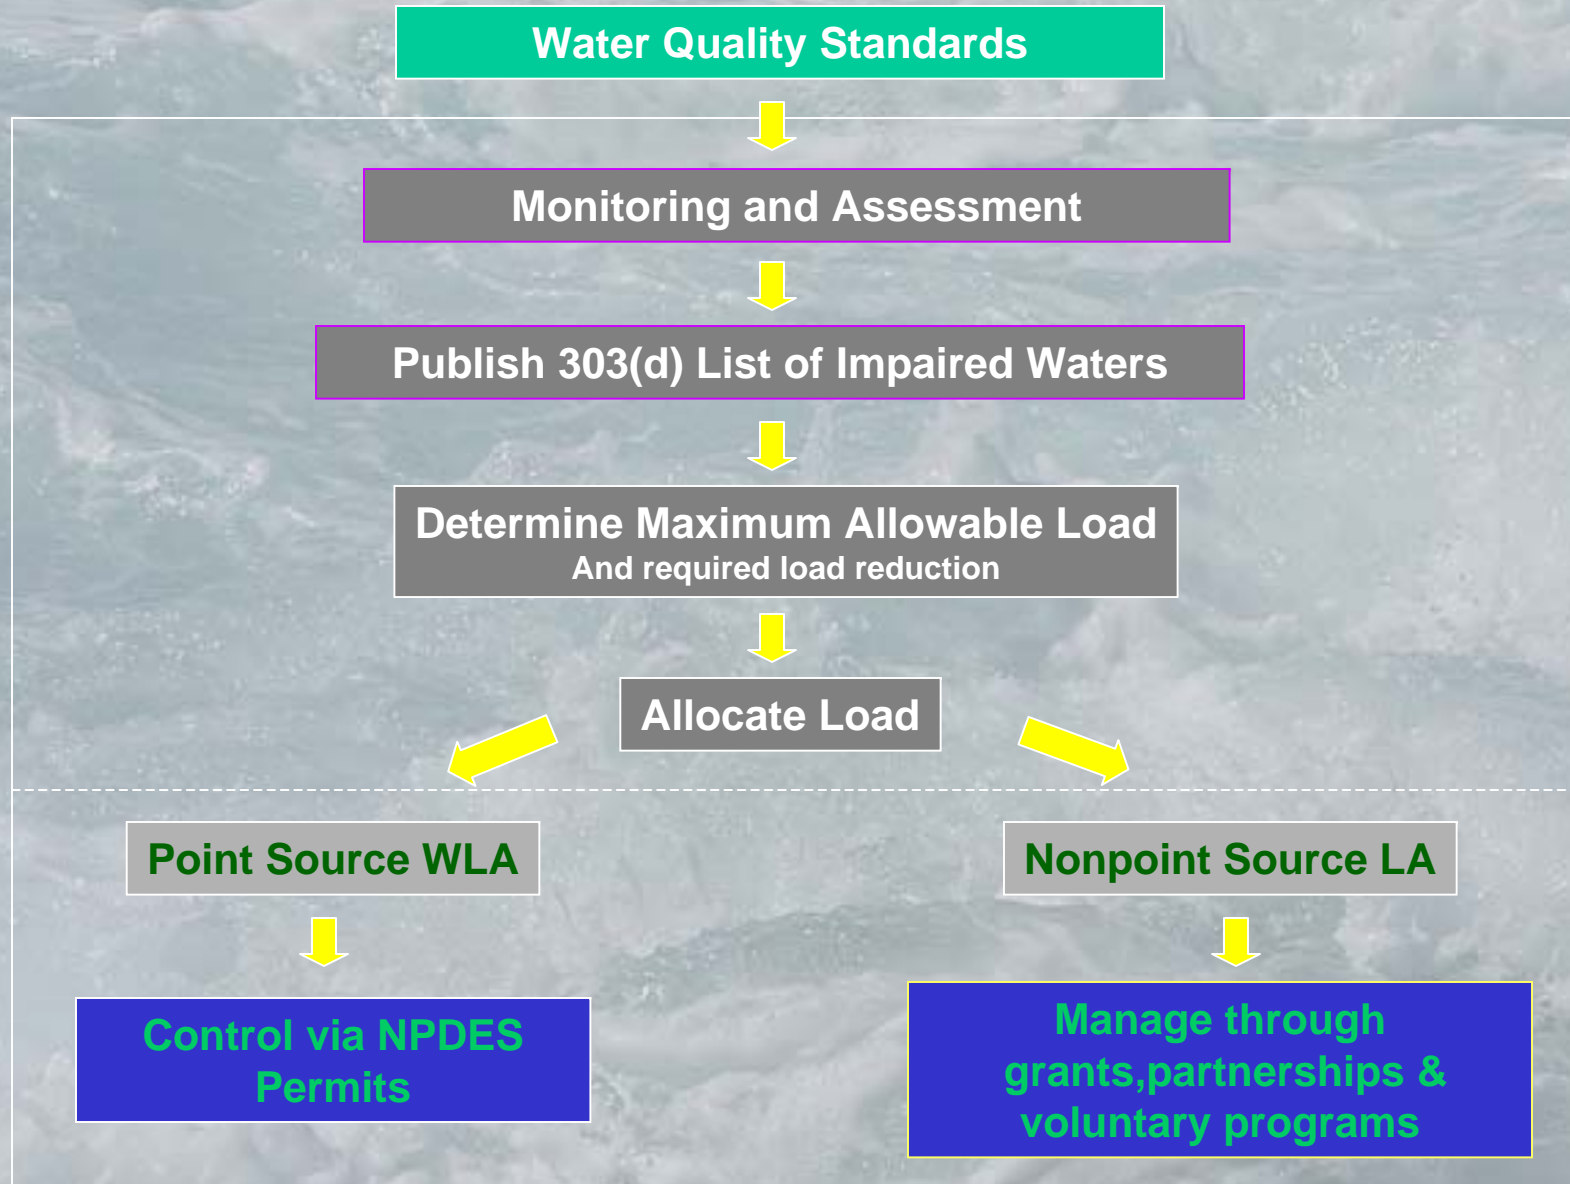 Water Quality Standards
Monitoring and Assessment
Publish 303(d) List of Impaired Waters
Determine Maximum Allowable Load
And required load reduction
Allocate Load
Point Source WLA
Nonpoint Source LA
Control via NPDES
Permits
Manage through
grants,partnerships &
voluntary programs